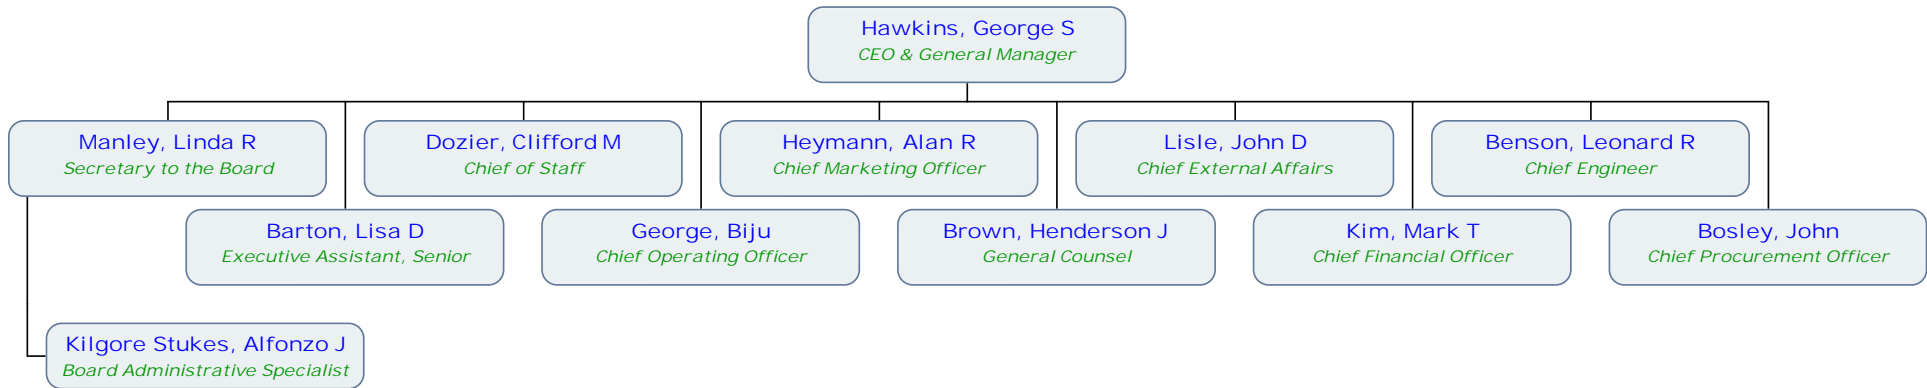 Hawkins, George S
CEO & General Manager
Manley, Linda R
Secretary to the Board
Dozier, Clifford M
Chief of Staff
Heymann, Alan R
Chief Marketing Officer
Lisle, John D
Chief External Affairs
Benson, Leonard R
Chief Engineer
Barton, Lisa D
Executive Assistant, Senior
George, Biju
Chief Operating Officer
Brown, Henderson J
General Counsel
Kim, Mark T
Chief Financial Officer
Bosley, John
Chief Procurement Officer
Kilgore Stukes, Alfonzo J
Board Administrative Specialist